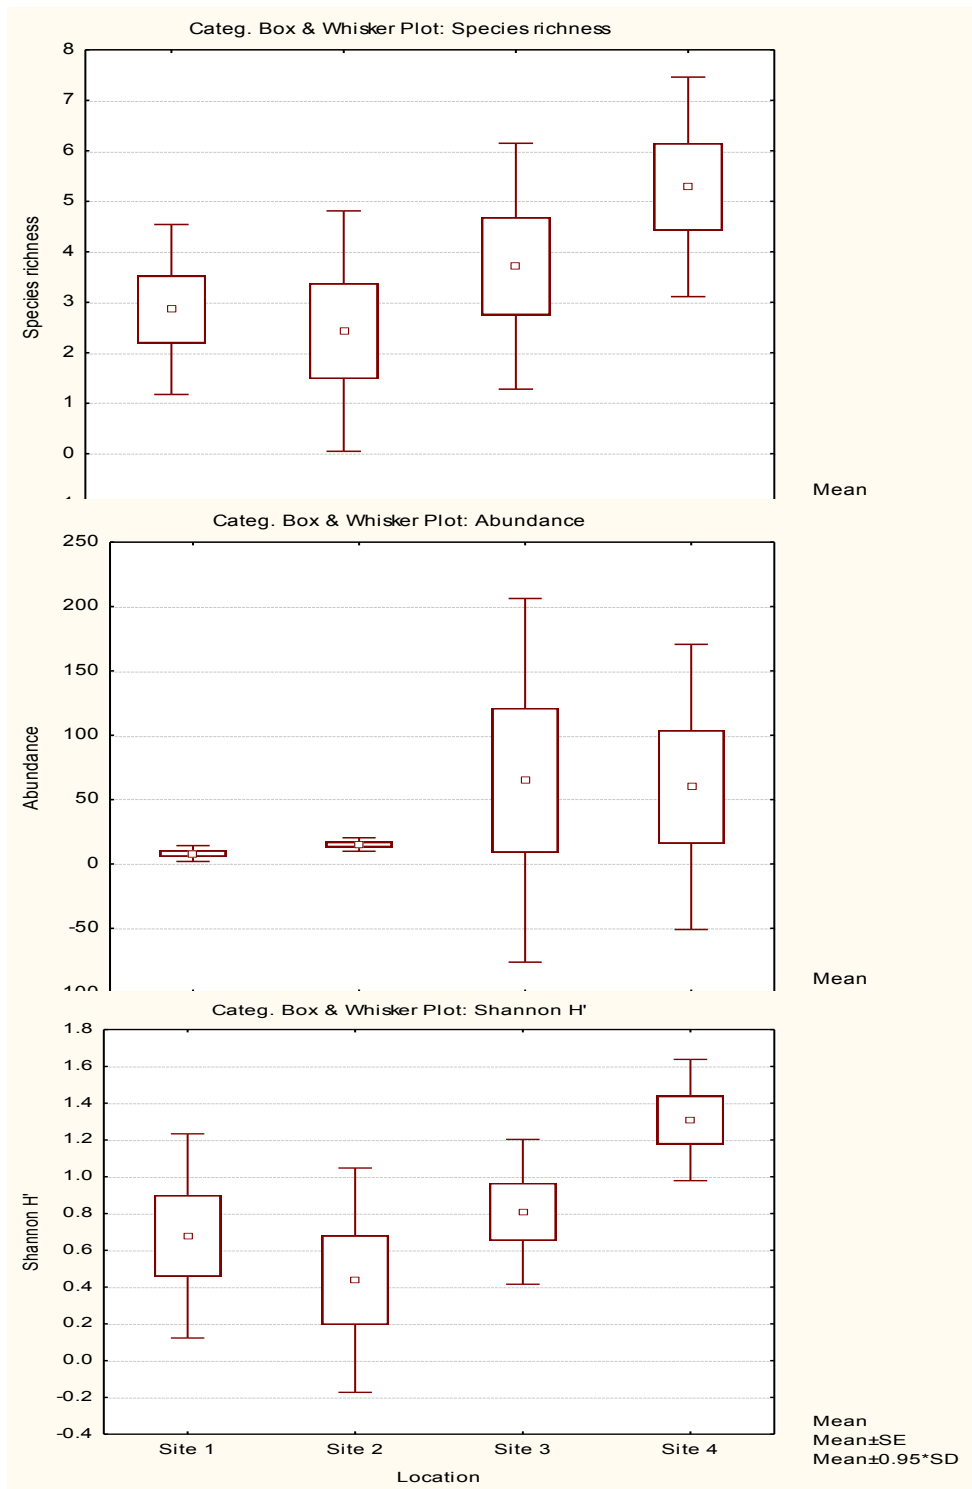 Categ. Box & Whisker Plot: Species richness
8
7
6
5
4
3
2
1
0
Species richness
Mean
Categ. Box & Whisker Plot: Abundance
250
200
150
100
50
0
-50
Abundance
Mean
Categ. Box & Whisker Plot: Shannon H'
1.8
1.6
1.4
1.2
1.0
0.8
0.6
0.4
0.2
0.0
-0.2
-0.4
Shannon H'
Site 1 Site 2 Site 3 Site 4
Location
Mean
Mean±SE
Mean±0.95*SD